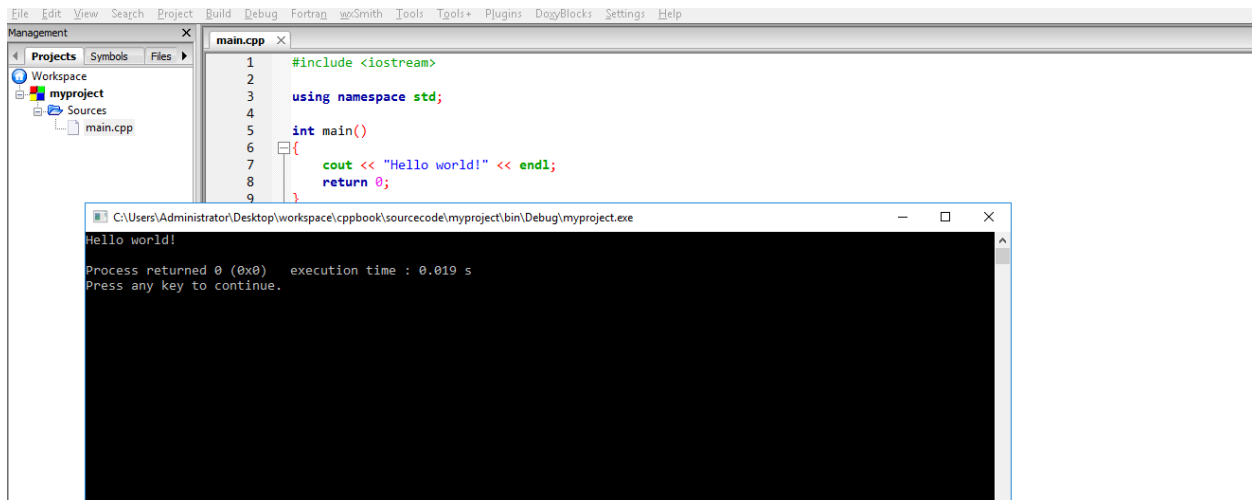 File Edit View Search Project Build Debug Fortran wxSmith Tools Tools+ Plugins DoxyBlocks Settings Help
Management
Projects Symbols Files
Workspace
myproject
Sources
main.cpp
main.cpp
1 #include <iostream>
2
3 using namespace std;
4
5 int main()
6 {
7 cout << "Hello world!" << endl;
8 return 0;
9 }
C:\Users\Administrator\Desktop\workspace\cppbook\sourcecode\myproject\bin\Debug\myproject.exe
Hello world!
Process returned 0 (0x0) execution time : 0.019 s
Press any key to continue.